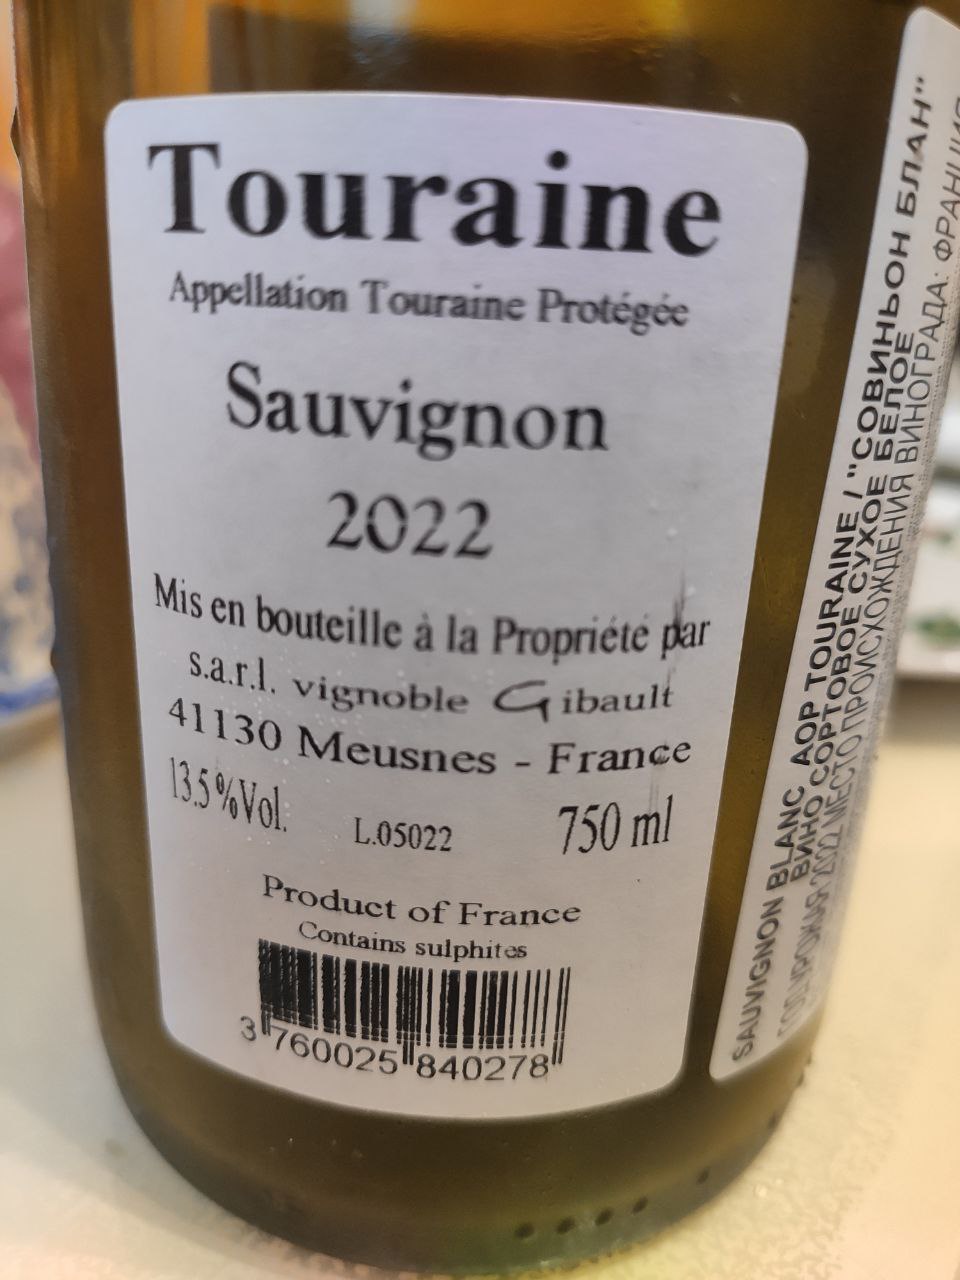 Touraine
Appellation Touraine Protégée
Sauvignon
2022
Mis en bouteille à la Propriété par
s.a.r.l. vignoble Gibault
41130 Meusnes - France
13.5%Vol.
L.05022
750 ml
Product of France
Contains sulphites
3 760025 840278
SAUVIGNON BLANC, AOP TOURAINE / "СОВИНЬОН БЛАН"
ВИНО СОРТОВОЕ СУХОЕ БЕЛОЕ
ГОД УРОЖАЯ 2022 МЕСТО ПРОИСХОЖДЕНИЯ ВИНОГРАДА: ФРАНЦИЯ